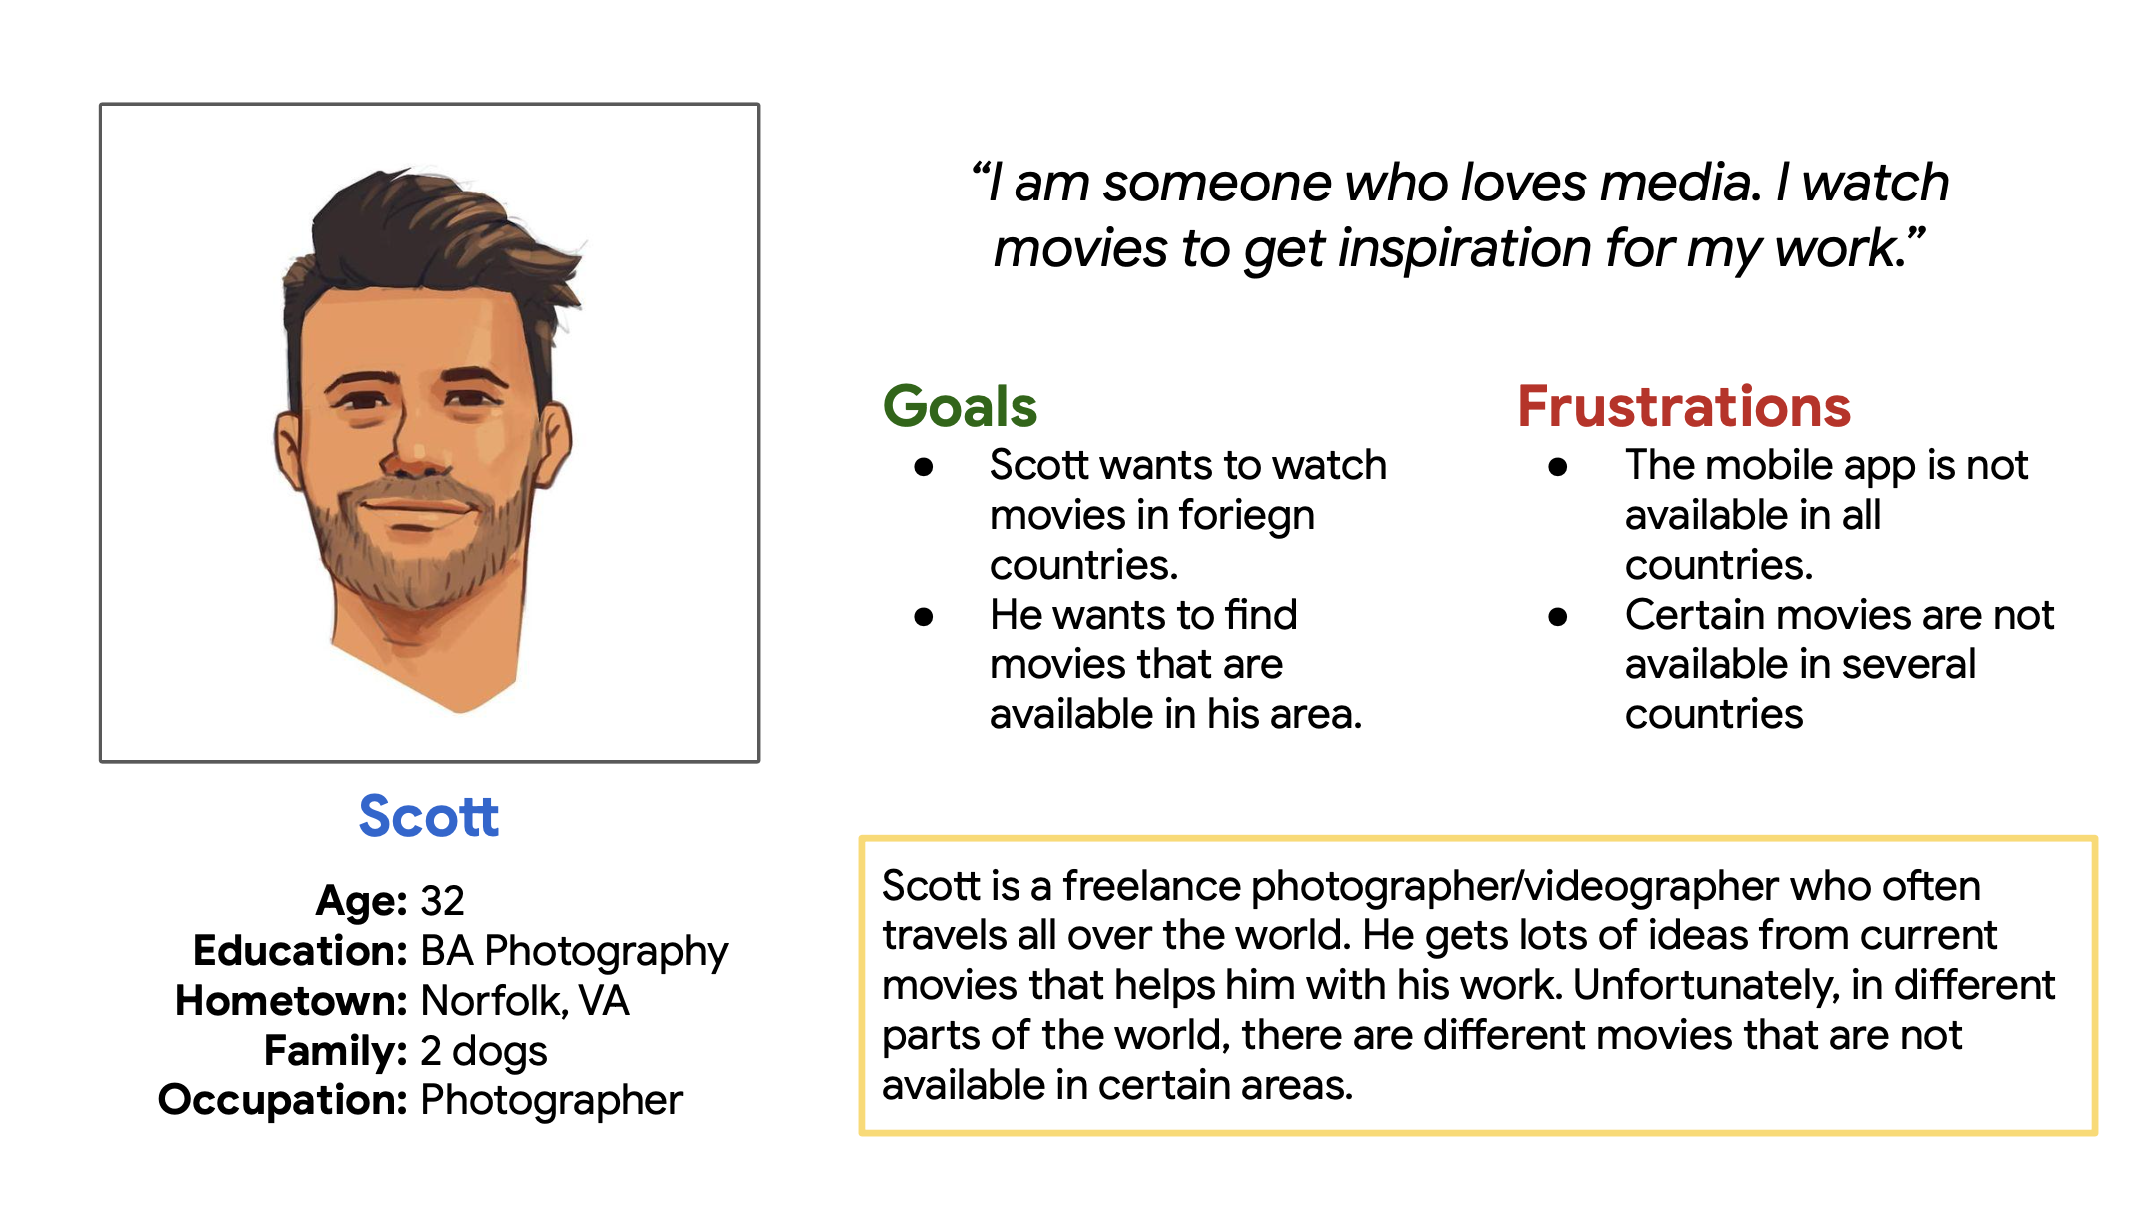 “I am someone who loves media. I watch
movies to get inspiration for my work.”
Goals
● Scott wants to watch
movies in foriegn
countries.
● He wants to find
movies that are
available in his area.
Frustrations
● The mobile app is not
available in all
countries.
● Certain movies are not
available in several
countries
Scott
Age: 32
Education: BA Photography
Hometown: Norfolk, VA
Family: 2 dogs
Occupation: Photographer
Scott is a freelance photographer/videographer who often
travels all over the world. He gets lots of ideas from current
movies that helps him with his work. Unfortunately, in different
parts of the world, there are different movies that are not
available in certain areas.